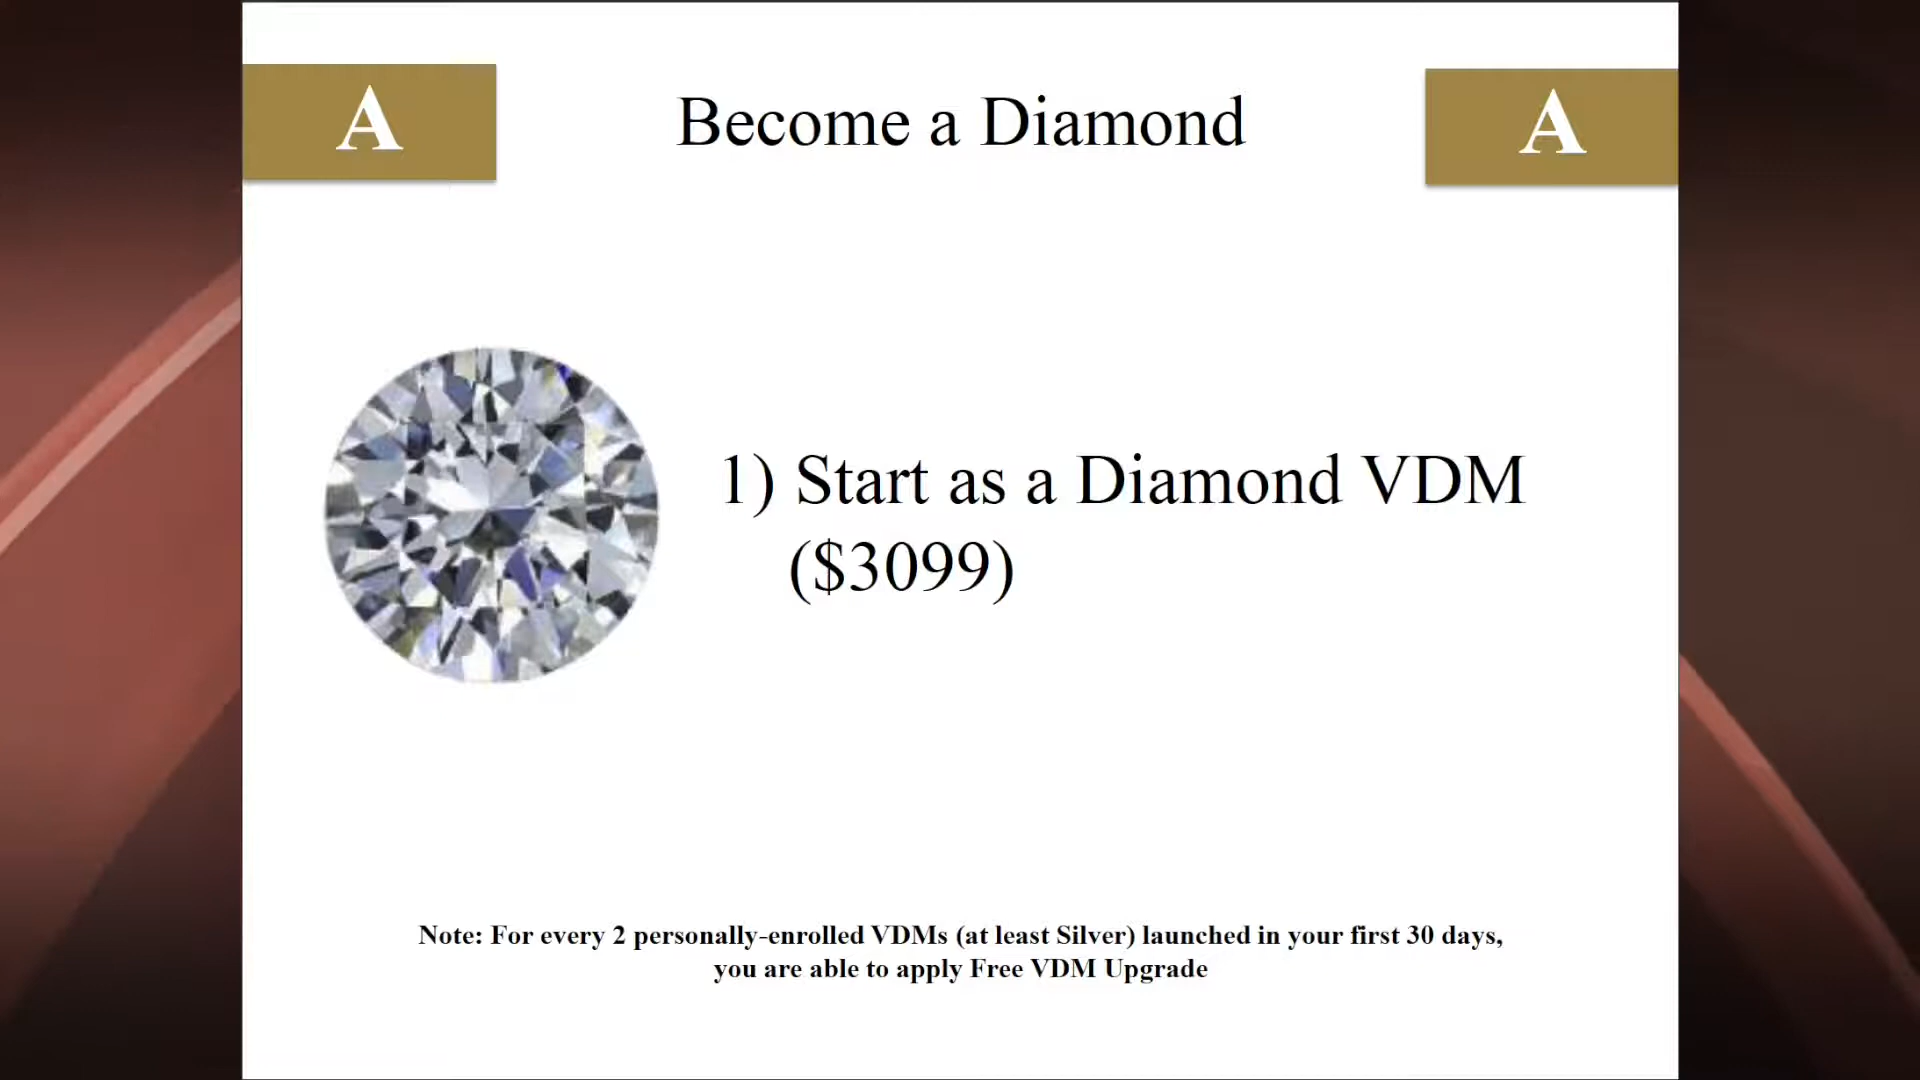 A
Become a Diamond
A
1) Start as a Diamond VDM
($3099)
Note: For every 2 personally-enrolled VDMs (at least Silver) launched in your first 30 days,
you are able to apply Free VDM Upgrade